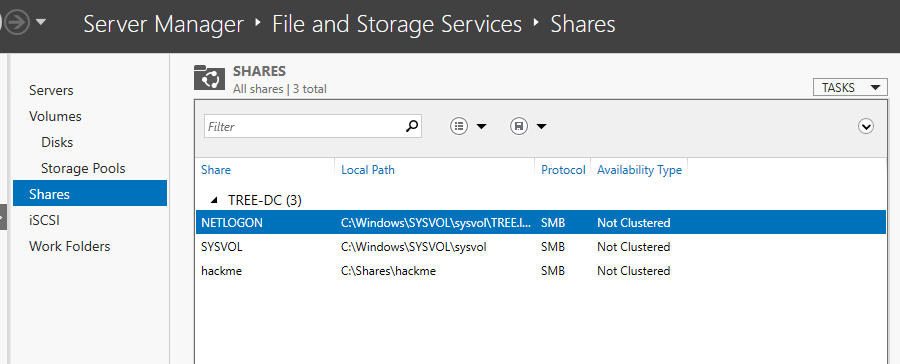 Server Manager ‣ File and Storage Services ‣ Shares
Servers
Volumes
Disks
Storage Pools
Shares
iSCSI
Work Folders
SHARES
All shares | 3 total
TASKS
Filter
Share Local Path Protocol Availability Type
TREE-DC (3)
NETLOGON C:\Windows\SYSVOL\sysvol\TREE.l... SMB Not Clustered
SYSVOL C:\Windows\SYSVOL\sysvol SMB Not Clustered
hackme C:\Shares\hackme SMB Not Clustered